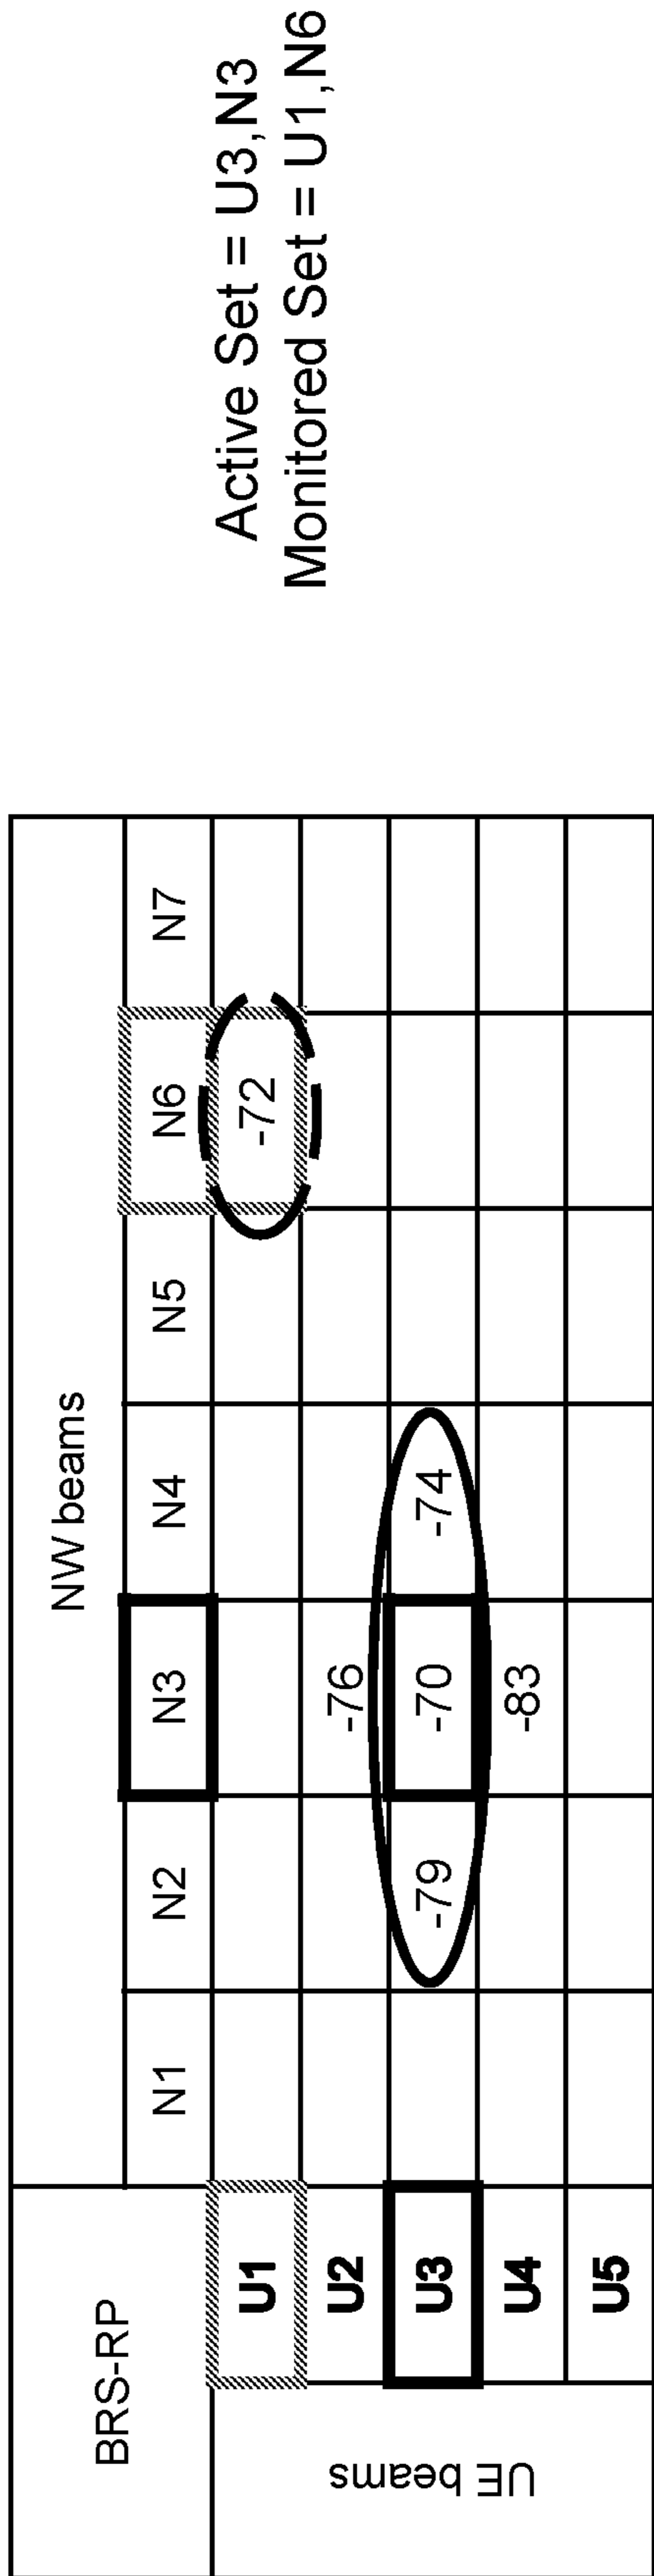 BRS-RP
NW beams
N1 N2 N3 N4 N5 N6 N7
UE beams
U1 -72
U2 -76
U3 -79 -70 -74
U4 -83
U5
Active Set = U3,N3
Monitored Set = U1,N6